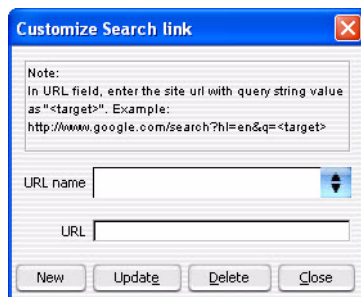 Customize Search link
Note:
In URL field, enter the site url with query string value
as "<target>". Example:
http://www.google.com/search?hl=en&q=<target>
URL name
URL
New Update Delete Close